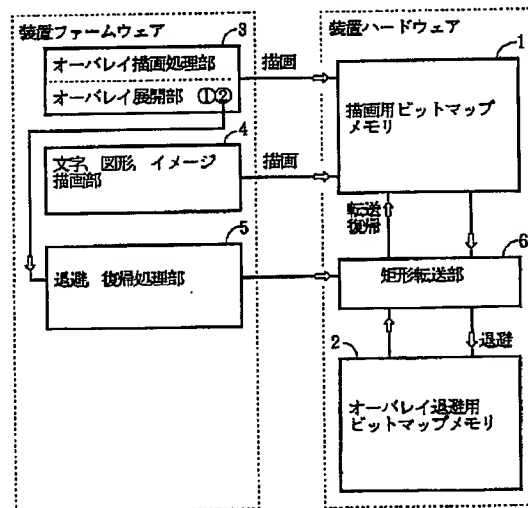 装置ファームウェア
3
オーバレイ描画処理部
オーバレイ展開部 ①②
描画
4
文字、図形、イメージ
描画部
描画
5
退避、復帰処理部
装置ハードウェア
1
描画用ビットマップ
メモリ
転送
復帰
6
矩形転送部
退避
2
オーバレイ退避用
ビットマップメモリ